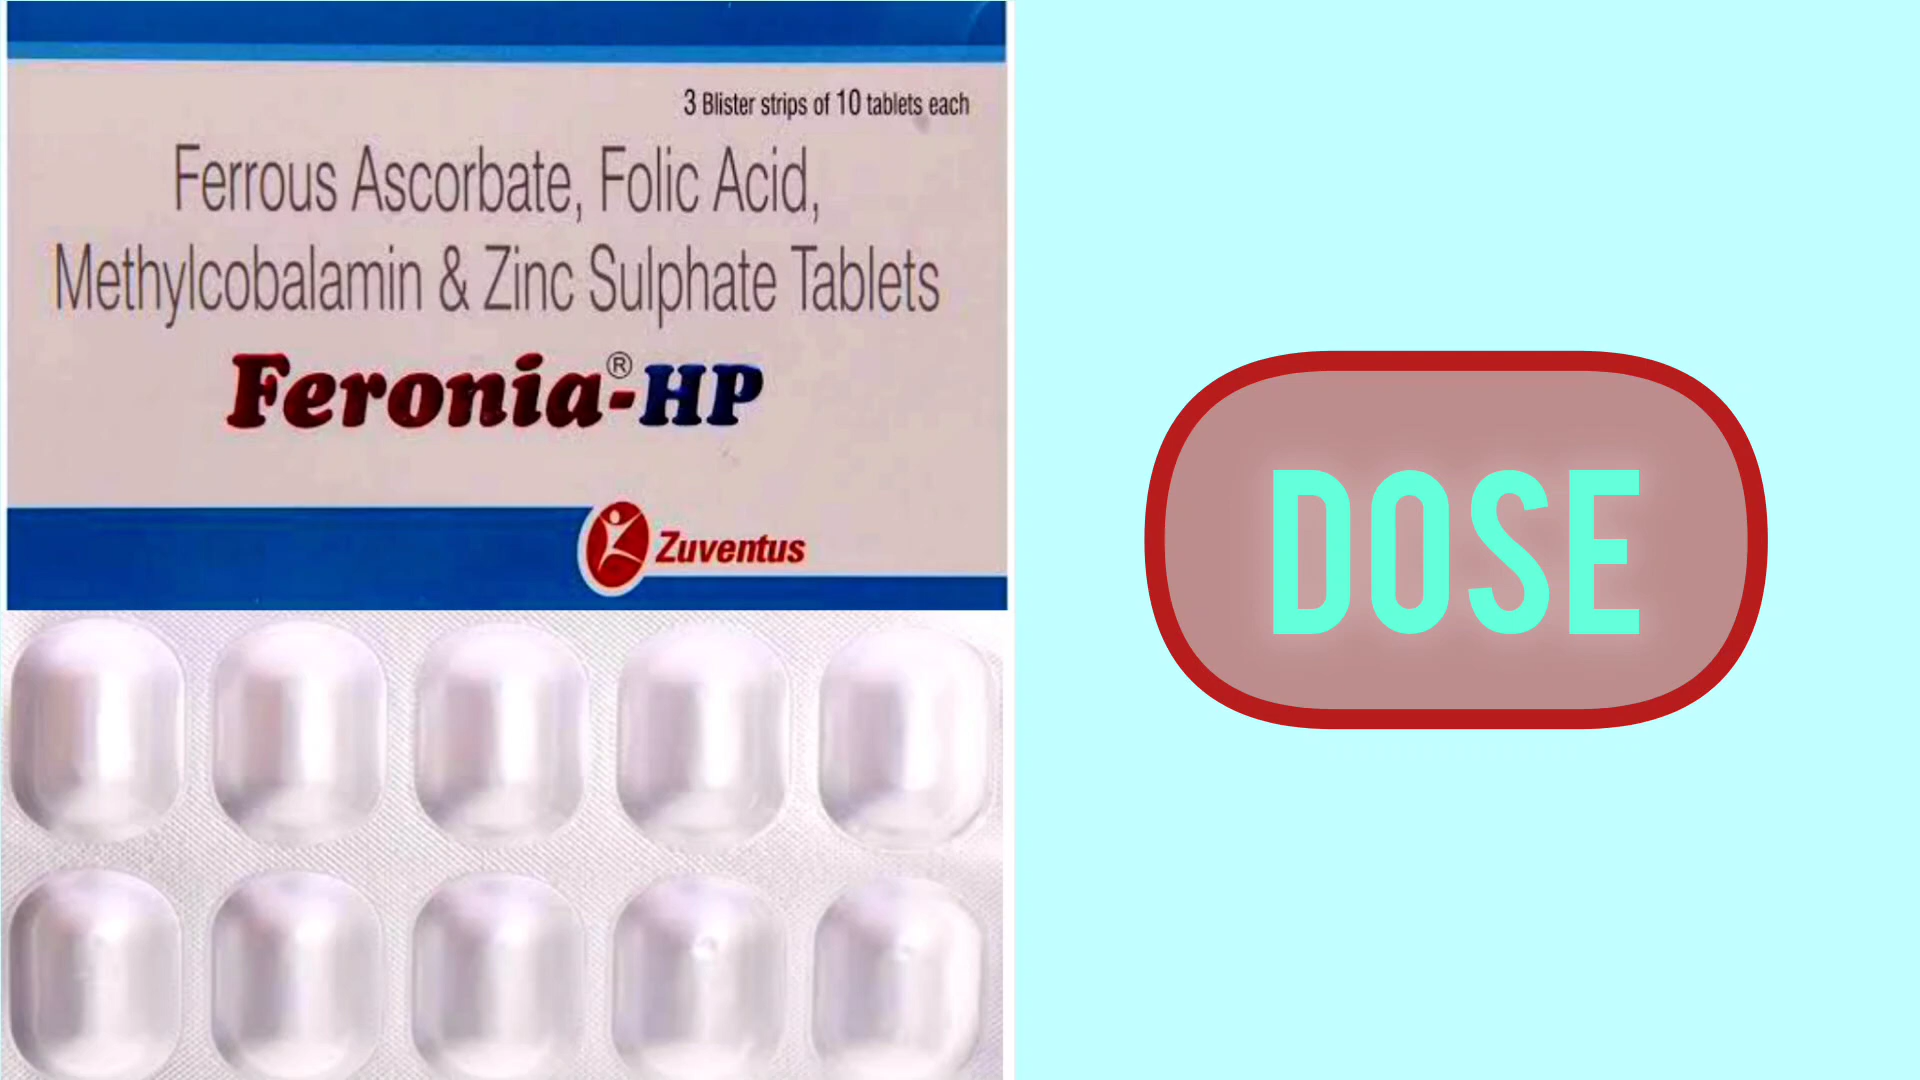 3 Blister strips of 10 tablets each
Ferrous Ascorbate, Folic Acid,
Methylcobalamin & Zinc Sulphate Tablets
Feronia®-HP
Zuventus
DOSE